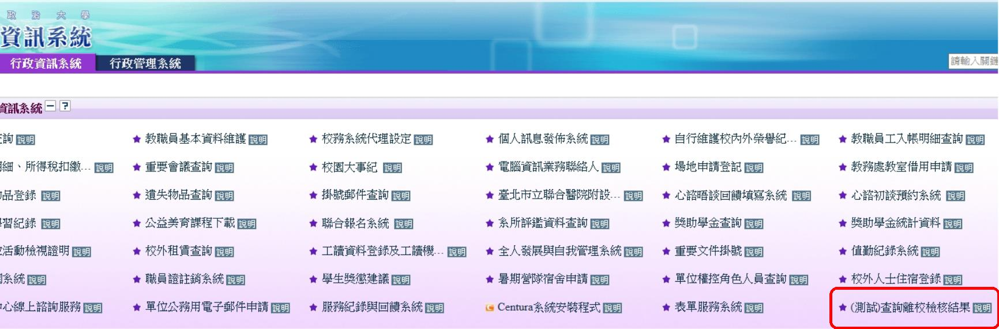 政治大學
資訊系統
行政資訊系統 行政管理系統
請輸入關鍵
資訊系統 − ?
詢 說明 ★ 教職員基本資料維護 說明 ★ 校務系統代理設定 說明 ★ 個人訊息發佈系統 說明 ★ 自行維護校內外榮譽紀... 說明 ★ 教職員工入帳明細查詢 說明
細、所得稅扣繳... 說明 ★ 重要會議查詢 說明 ★ 校園大事紀 說明 ★ 電腦資訊業務聯絡人 說明 ★ 場地申請登記 說明 ★ 教務處教室借用申請 說明
品登錄 說明 ★ 遺失物品查詢 說明 ★ 掛號郵件查詢 說明 ★ 臺北市立聯合醫院附設... 說明 ★ 心諮晤談回饋填寫系統 說明 ★ 心諮初談預約系統 說明
習紀錄 說明 ★ 公益美育課程下載 說明 ★ 聯合報名系統 說明 ★ 系所評鑑資料查詢 說明 ★ 獎助學金查詢 說明 ★ 獎助學金統計資料 說明
活動檢視證明 說明 ★ 校外租賃查詢 說明 ★ 工讀資料登錄及工讀機... 說明 ★ 全人發展與自我管理系統 說明 ★ 重要文件掛號 說明 ★ 值勤紀錄系統 說明
系統 說明 ★ 職員證註銷系統 說明 ★ 學生獎懲建議 說明 ★ 暑期營隊宿舍申請 說明 ★ 單位權控角色人員查詢 說明 ★ 校外人士住宿登錄 說明
心線上諮詢服務 說明 ★ 單位公務用電子郵件申請 說明 ★ 服務紀錄與回饋系統 說明 Centura系統安裝程式 說明 ★ 表單服務系統 說明 ★ (測試)查詢離校檢核結果 說明